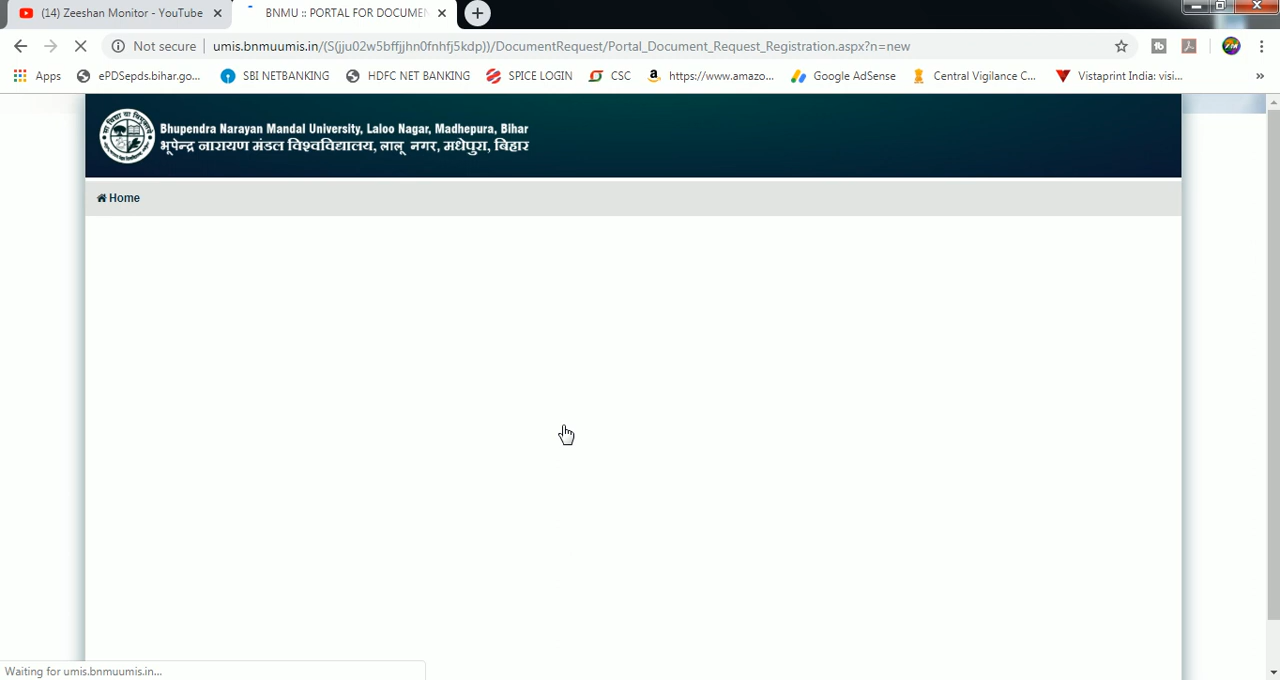 (14) Zeeshan Monitor - YouTube
BNMU :: PORTAL FOR DOCUMEN
Not secure
umis.bnmuumis.in/(S(jju02w5bffjjhn0fnhfj5kdp))/DocumentRequest/Portal_Document_Request_Registration.aspx?n=new
Apps
ePDSepds.bihar.go...
SBI NETBANKING
HDFC NET BANKING
SPICE LOGIN
CSC
https://www.amazo...
Google AdSense
Central Vigilance C...
Vistaprint India: visi...
»
Bhupendra Narayan Mandal University, Laloo Nagar, Madhepura, Bihar
भूपेन्द्र नारायण मंडल विश्वविद्यालय, लालू नगर, मधेपुरा, बिहार
Home
Waiting for umis.bnmuumis.in...